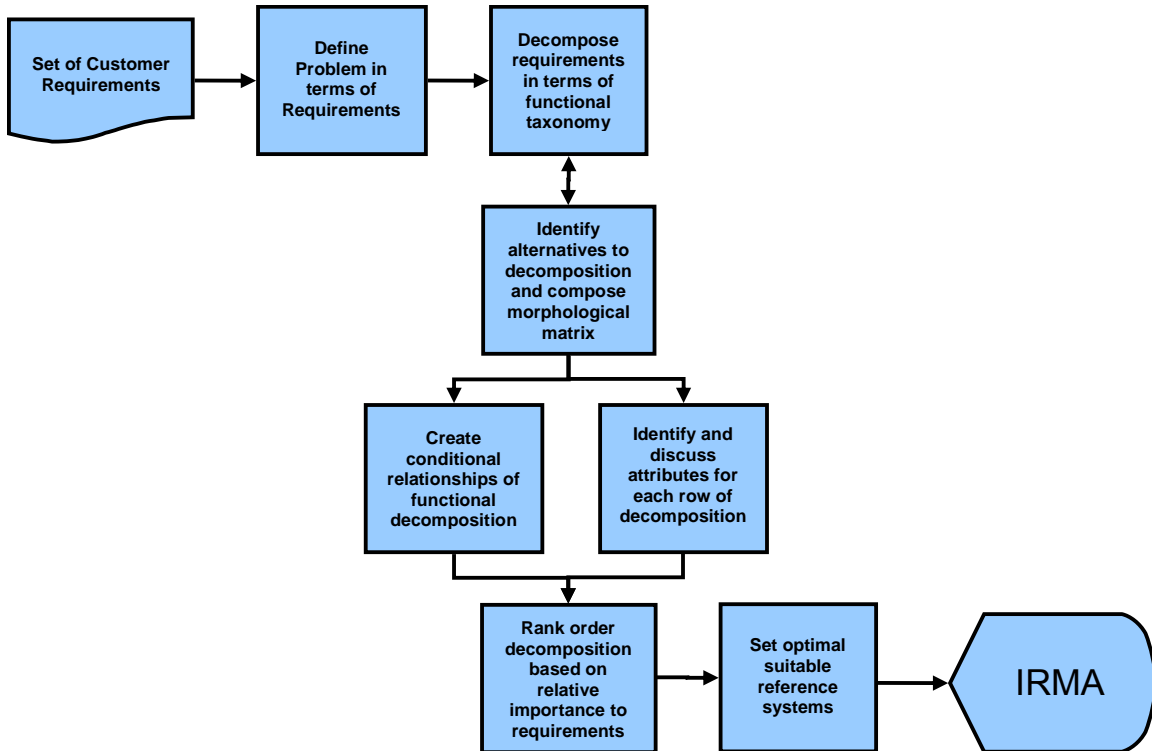 Set of Customer
Requirements
Define
Problem in
terms of
Requirements
Decompose
requirements
in terms of
functional
taxonomy
Identify
alternatives to
decomposition
and compose
morphological
matrix
Create
conditional
relationships of
functional
decomposition
Identify and
discuss
attributes for
each row of
decomposition
Rank order
decomposition
based on
relative
importance to
requirements
Set optimal
suitable
reference
systems
IRMA